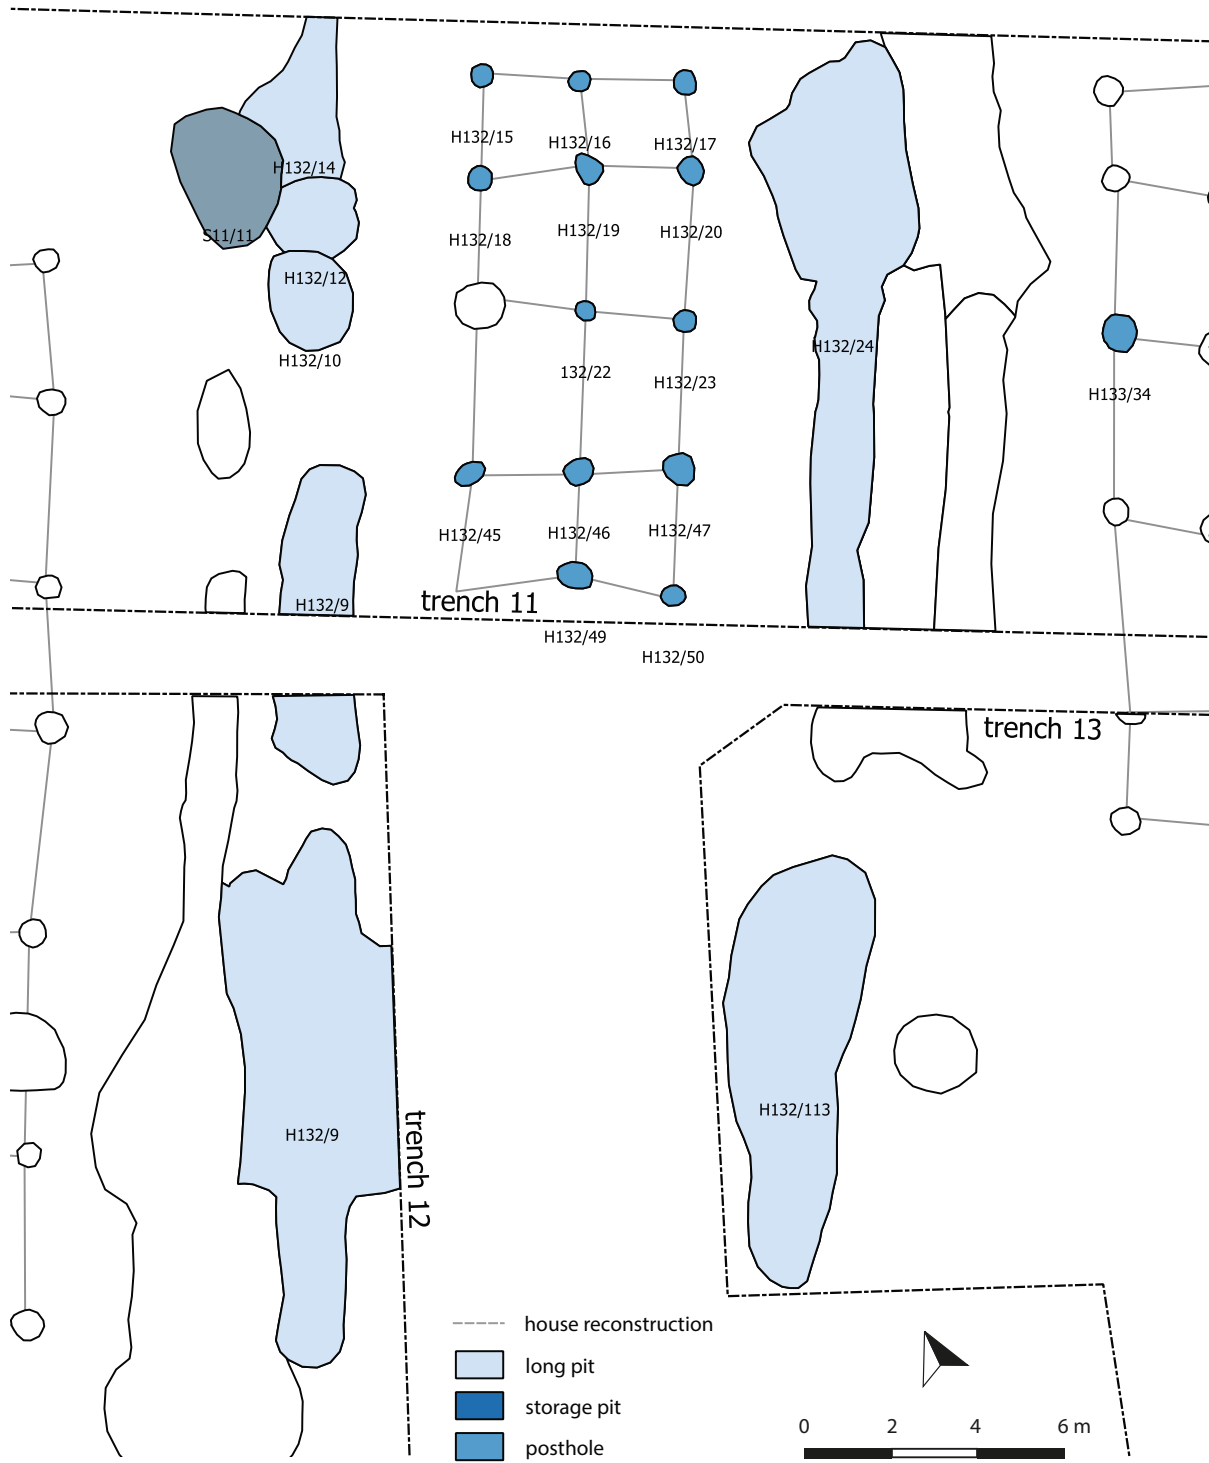 H132/15
H132/16
H132/17
H132/14
S11/11
H132/18
H132/19
H132/20
H132/12
H132/24
H132/10
132/22
H132/23
H133/34
H132/45
H132/46
H132/47
H132/9
trench 11
H132/49
H132/50
trench 13
H132/113
H132/9
trench 12
house reconstruction
long pit
storage pit
posthole
0 2 4 6 m